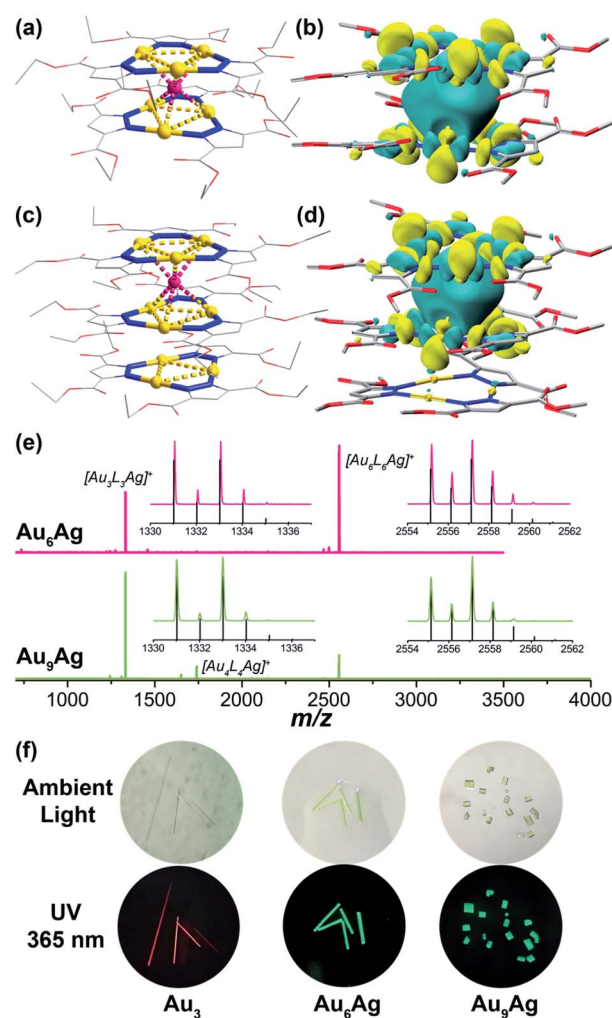 (a)
(b)
(c)
(d)
(e)
[Au₃L₃Ag]⁺
[Au₆L₆Ag]⁺
1330 1332 1334 1336
2554 2556 2558 2560 2562
Au₆Ag
1330 1332 1334 1336
2554 2556 2558 2560 2562
Au₉Ag
[Au₄L₄Ag]⁺
1000 1500 2000 2500 3000 3500 4000
m/z
(f)
Ambient
Light
UV
365 nm
Au₃ Au₆Ag Au₉Ag